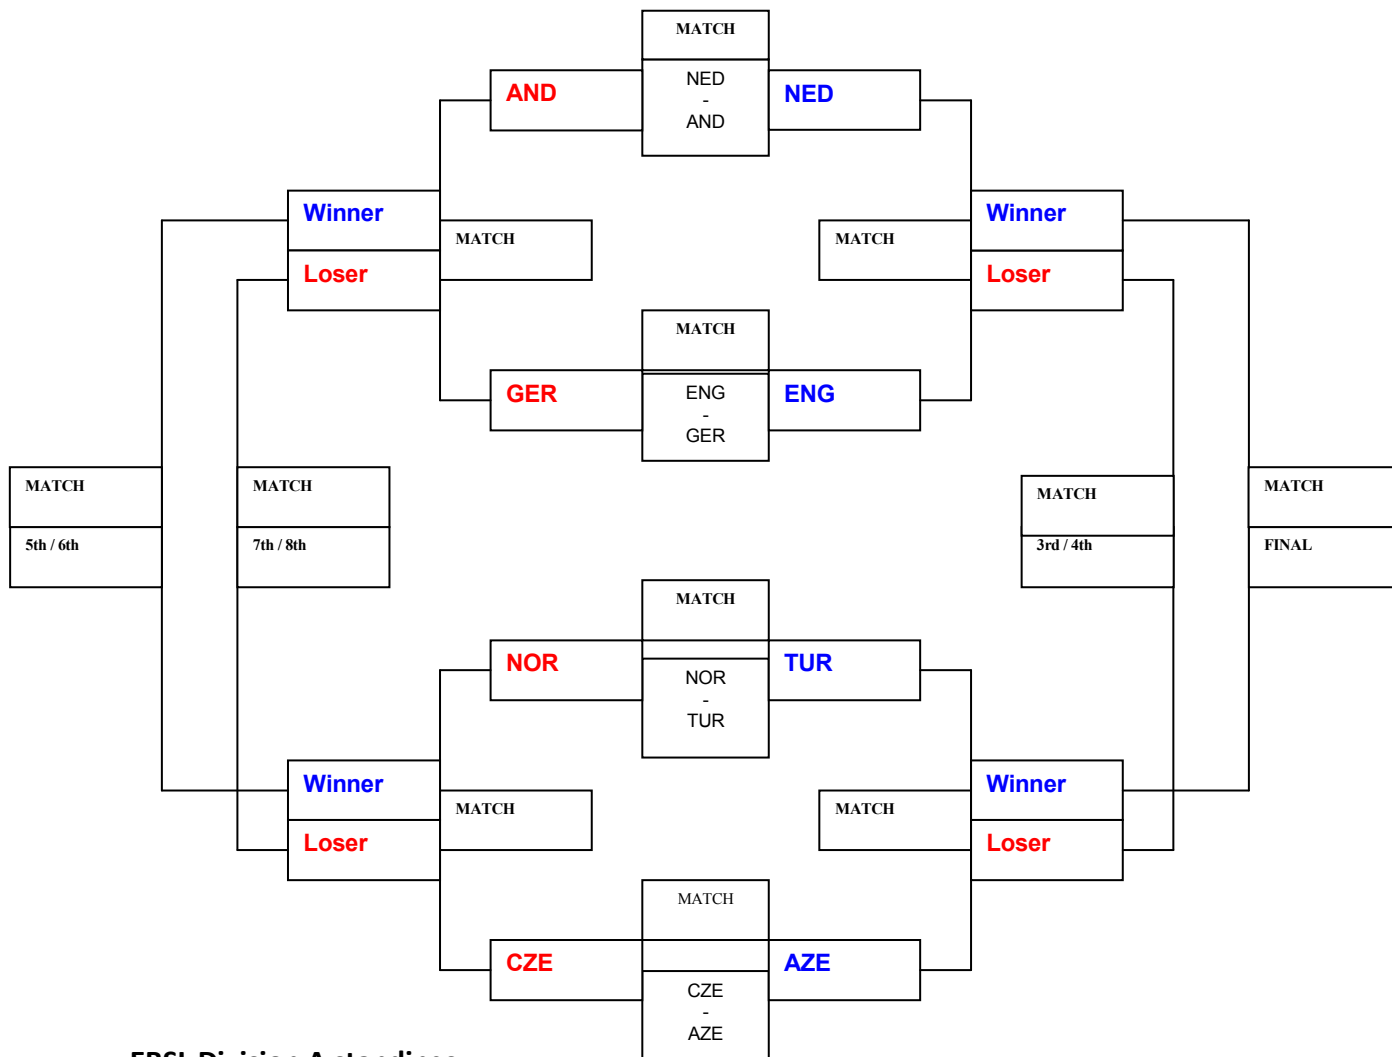 MATCH
AND
NED
-
AND
NED
Winner
MATCH
Loser
MATCH
Winner
Loser
MATCH
GER
ENG
-
GER
ENG
MATCH
5th / 6th
MATCH
7th / 8th
MATCH
3rd / 4th
MATCH
FINAL
MATCH
NOR
NOR
-
TUR
TUR
Winner
MATCH
Loser
MATCH
Winner
Loser
MATCH
CZE
CZE
-
AZE
AZE